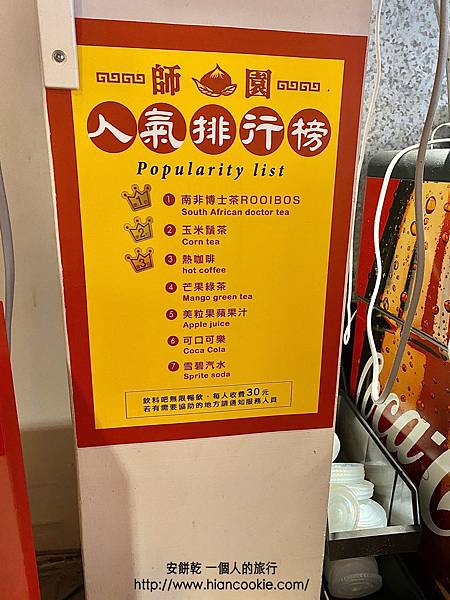 師園
人氣排行榜
Popularity list
1 南非博士茶ROOIBOS
South African doctor tea
2 玉米鬚茶
Corn tea
3 熱咖啡
hot coffee
4 芒果綠茶
Mango green tea
5 美粒果蘋果汁
Apple juice
6 可口可樂
Coca Cola
7 雪碧汽水
Sprite soda
飲料吧無限暢飲，每人收費30元
若有需要協助的地方請通知服務人員
Coca-C
安餅乾 一個人的旅行
http://www.hiancookie.com/